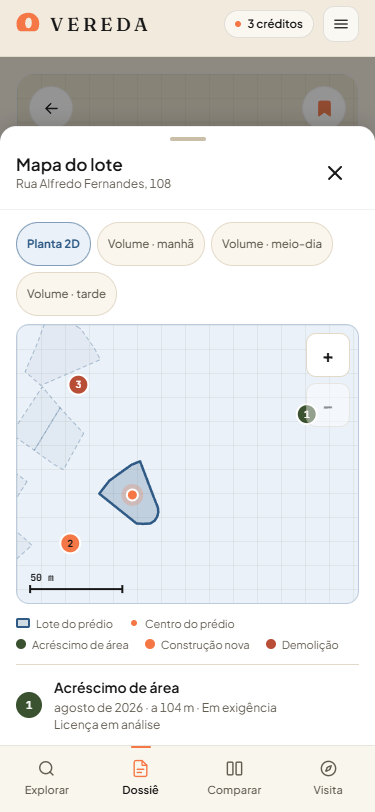 VEREDA
3 créditos
Mapa do lote
Rua Alfredo Fernandes, 108
Planta 2D
Volume · manhã
Volume · meio-dia
Volume · tarde
+
3
1
−
2
50 m
Lote do prédio
Centro do prédio
Acréscimo de área
Construção nova
Demolição
1
Acréscimo de área
agosto de 2026 · a 104 m · Em exigência
Licença em análise
Explorar
Dossiê
Comparar
Visita